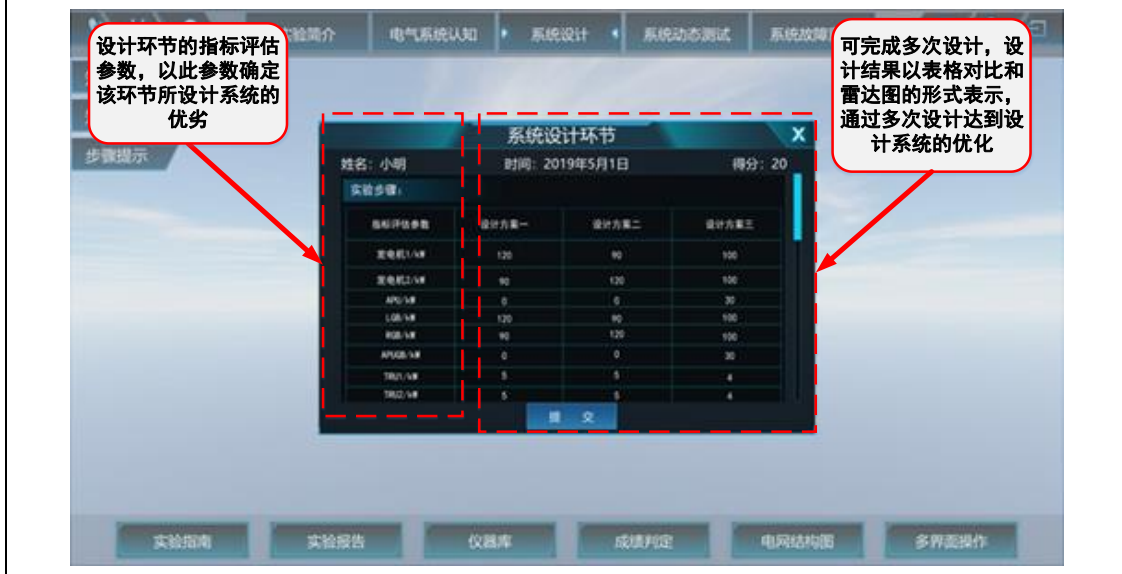 实验简介 电气系统认知 系统设计 系统动态测试 系统故障
设计环节的指标评估
参数，以此参数确定
该环节所设计系统的
优劣
可完成多次设计，设
计结果以表格对比和
雷达图的形式表示，
通过多次设计达到设
计系统的优化
步骤提示
系统设计环节 X
姓名：小明 时间：2019年5月1日 得分：20
实验步骤：
指标评估参数 设计方案一 设计方案二 设计方案三
发电机1/kW 120 90 100
发电机2/kW 90 120 100
APU/kW 0 0 30
LGB/kW 120 90 100
RGB/kW 90 120 100
APUGB/kW 0 0 30
TRU1/kW 5 5 4
TRU2/kW 5 5 4
提 交
实验指南 实验报告 仪器库 成绩判定 电网结构图 多界面操作